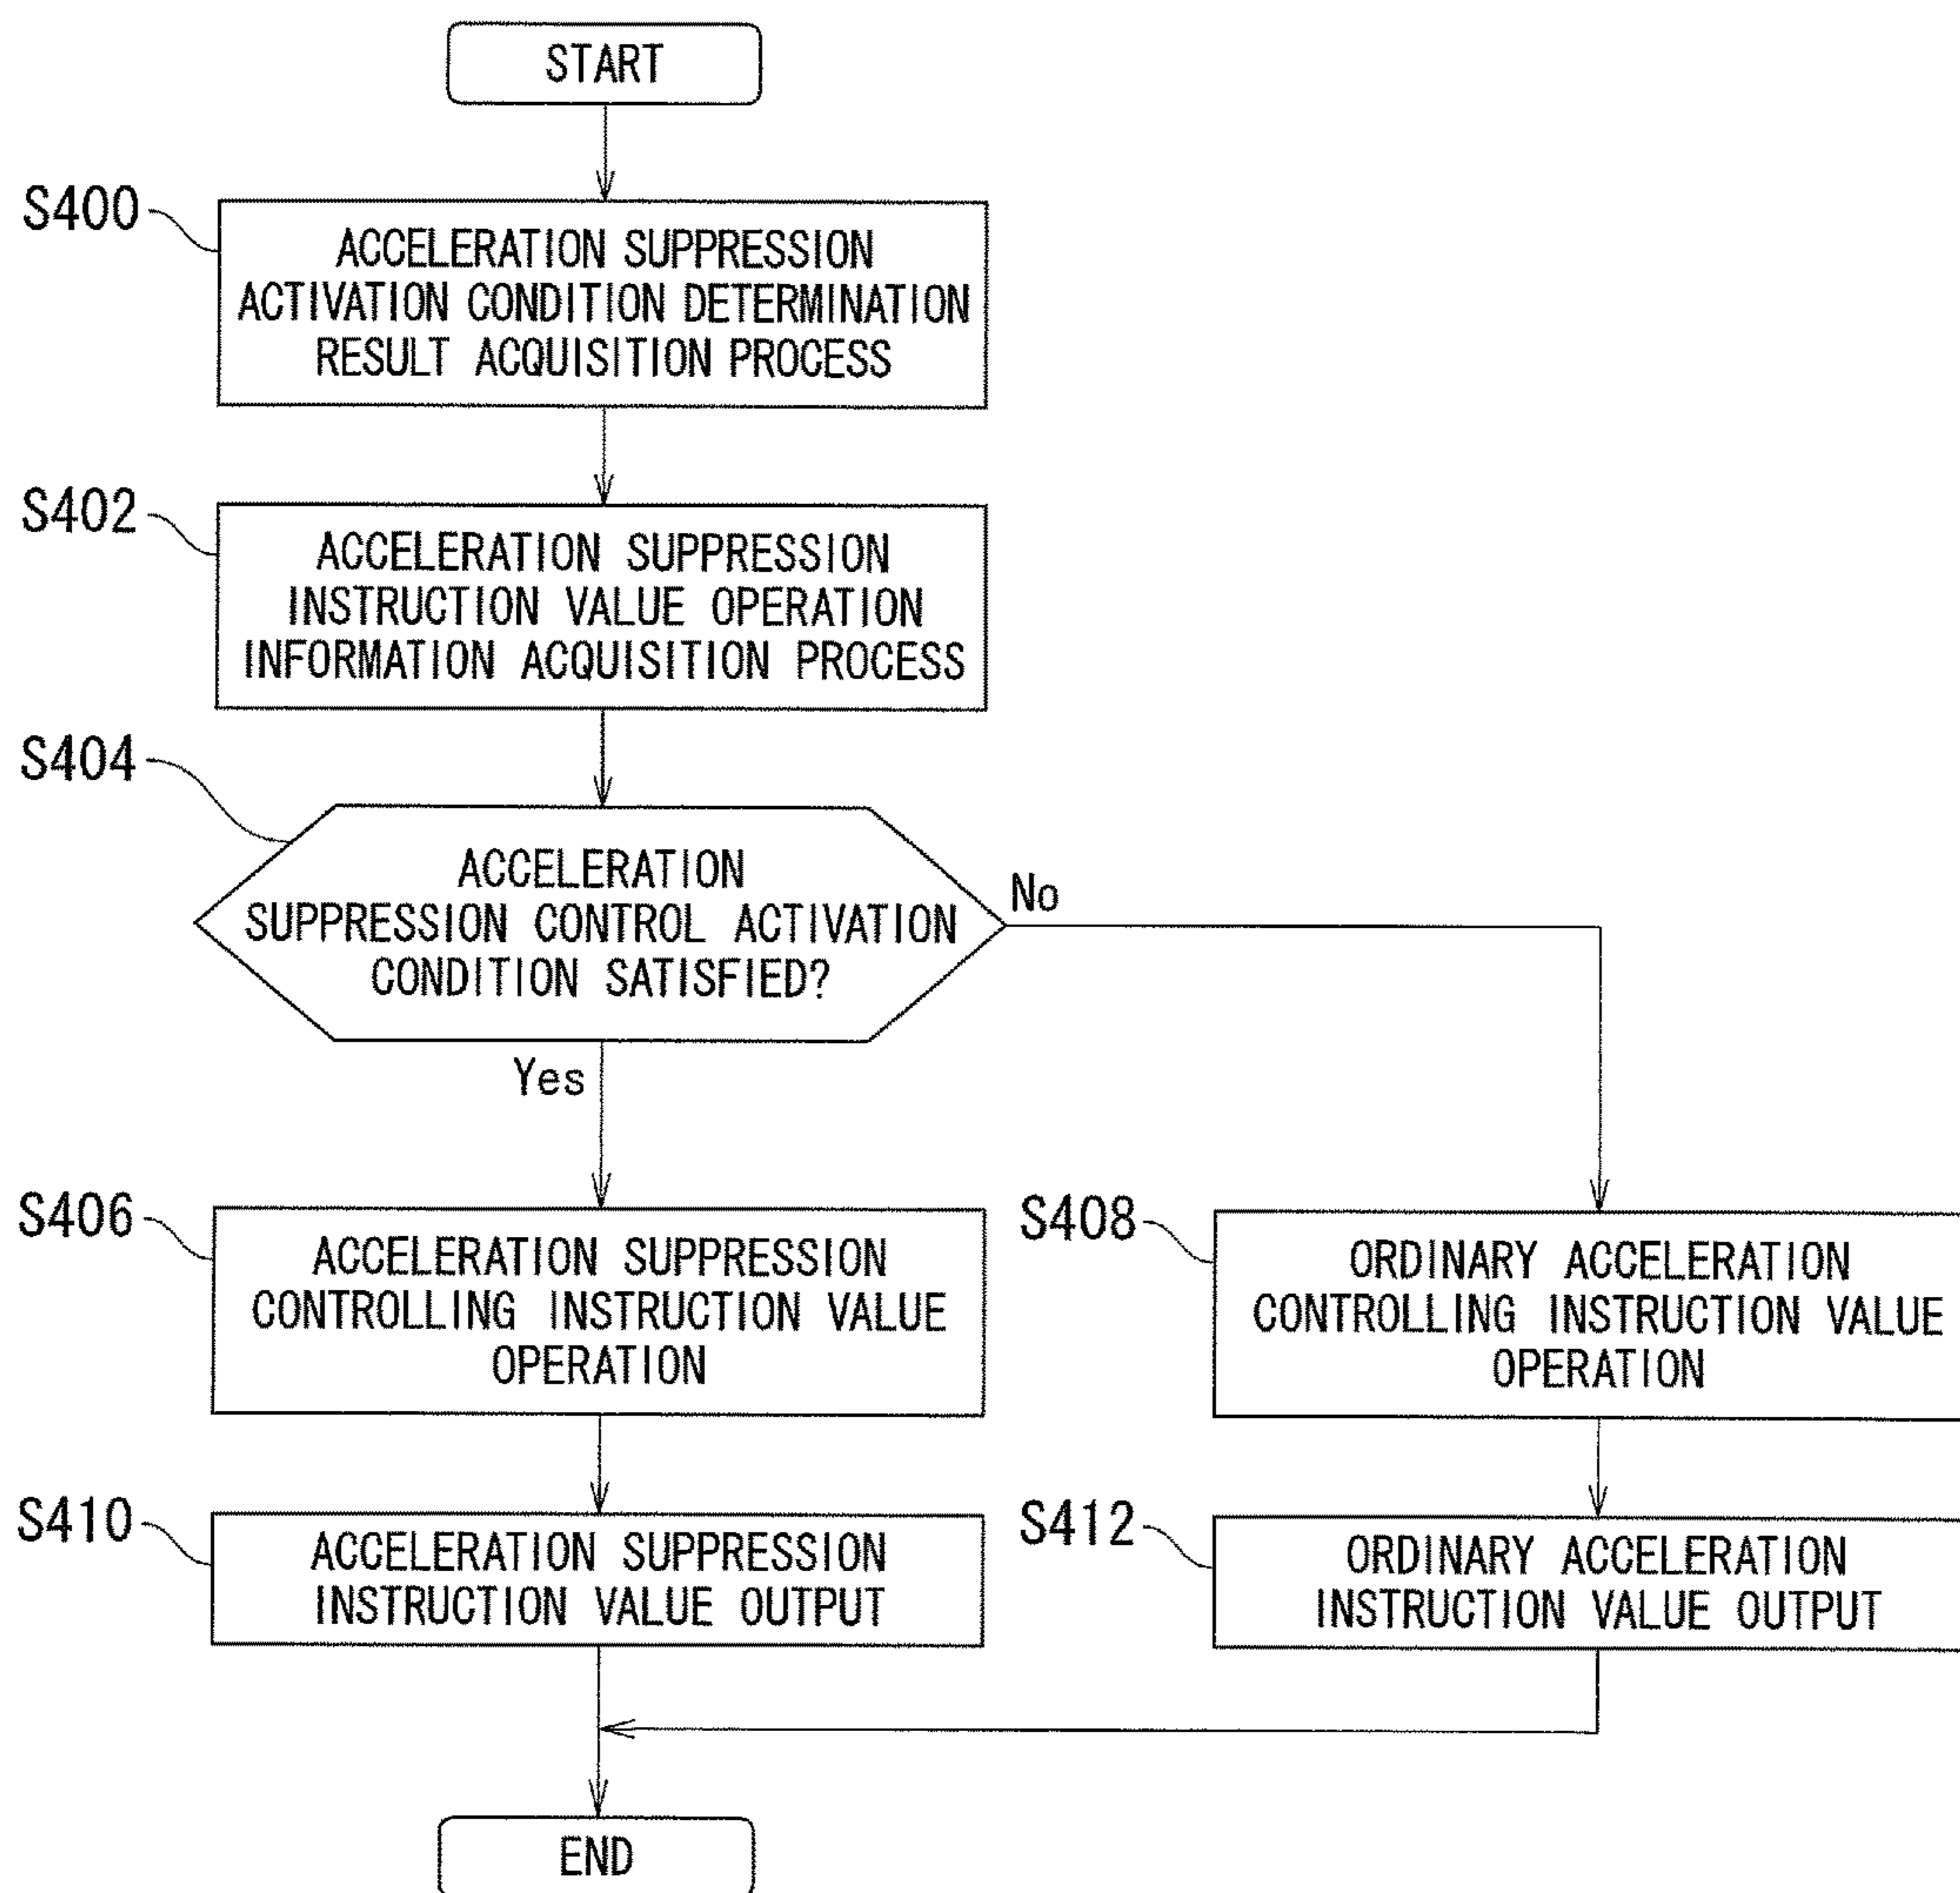 START
S400
ACCELERATION SUPPRESSION
ACTIVATION CONDITION DETERMINATION
RESULT ACQUISITION PROCESS
S402
ACCELERATION SUPPRESSION
INSTRUCTION VALUE OPERATION
INFORMATION ACQUISITION PROCESS
S404
ACCELERATION
SUPPRESSION CONTROL ACTIVATION
CONDITION SATISFIED?
No
Yes
S406
ACCELERATION SUPPRESSION
CONTROLLING INSTRUCTION VALUE
OPERATION
S408
ORDINARY ACCELERATION
CONTROLLING INSTRUCTION VALUE
OPERATION
S410
ACCELERATION SUPPRESSION
INSTRUCTION VALUE OUTPUT
S412
ORDINARY ACCELERATION
INSTRUCTION VALUE OUTPUT
END